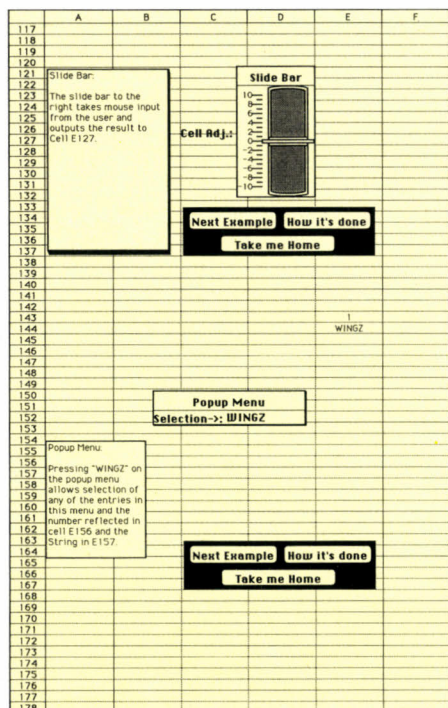 A B C D E F
117
118
119
120
121
122
123
124
125
126
127
128
129
130
131
132
133
134
135
136
137
138
139
140
141
142
143
144
145
146
147
148
149
150
151
152
153
154
155
156
157
158
159
160
161
162
163
164
165
166
167
168
169
170
171
172
173
174
175
176
177
178
Slide Bar:
The slide bar to the
right takes mouse input
from the user and
outputs the result to
Cell E127.
Slide Bar
Cell Adj.:
10
8
6
4
2
0
-2
-4
-6
-8
-10
Next Example How it's done
Take me Home
1
WINGZ
Popup Menu
Selection->: WINGZ
Popup Menu.
Pressing "WINGZ" on
the popup menu
allows selection of
any of the entries in
this menu and the
number reflected in
cell E156 and the
String in E157.
Next Example How it's done
Take me Home